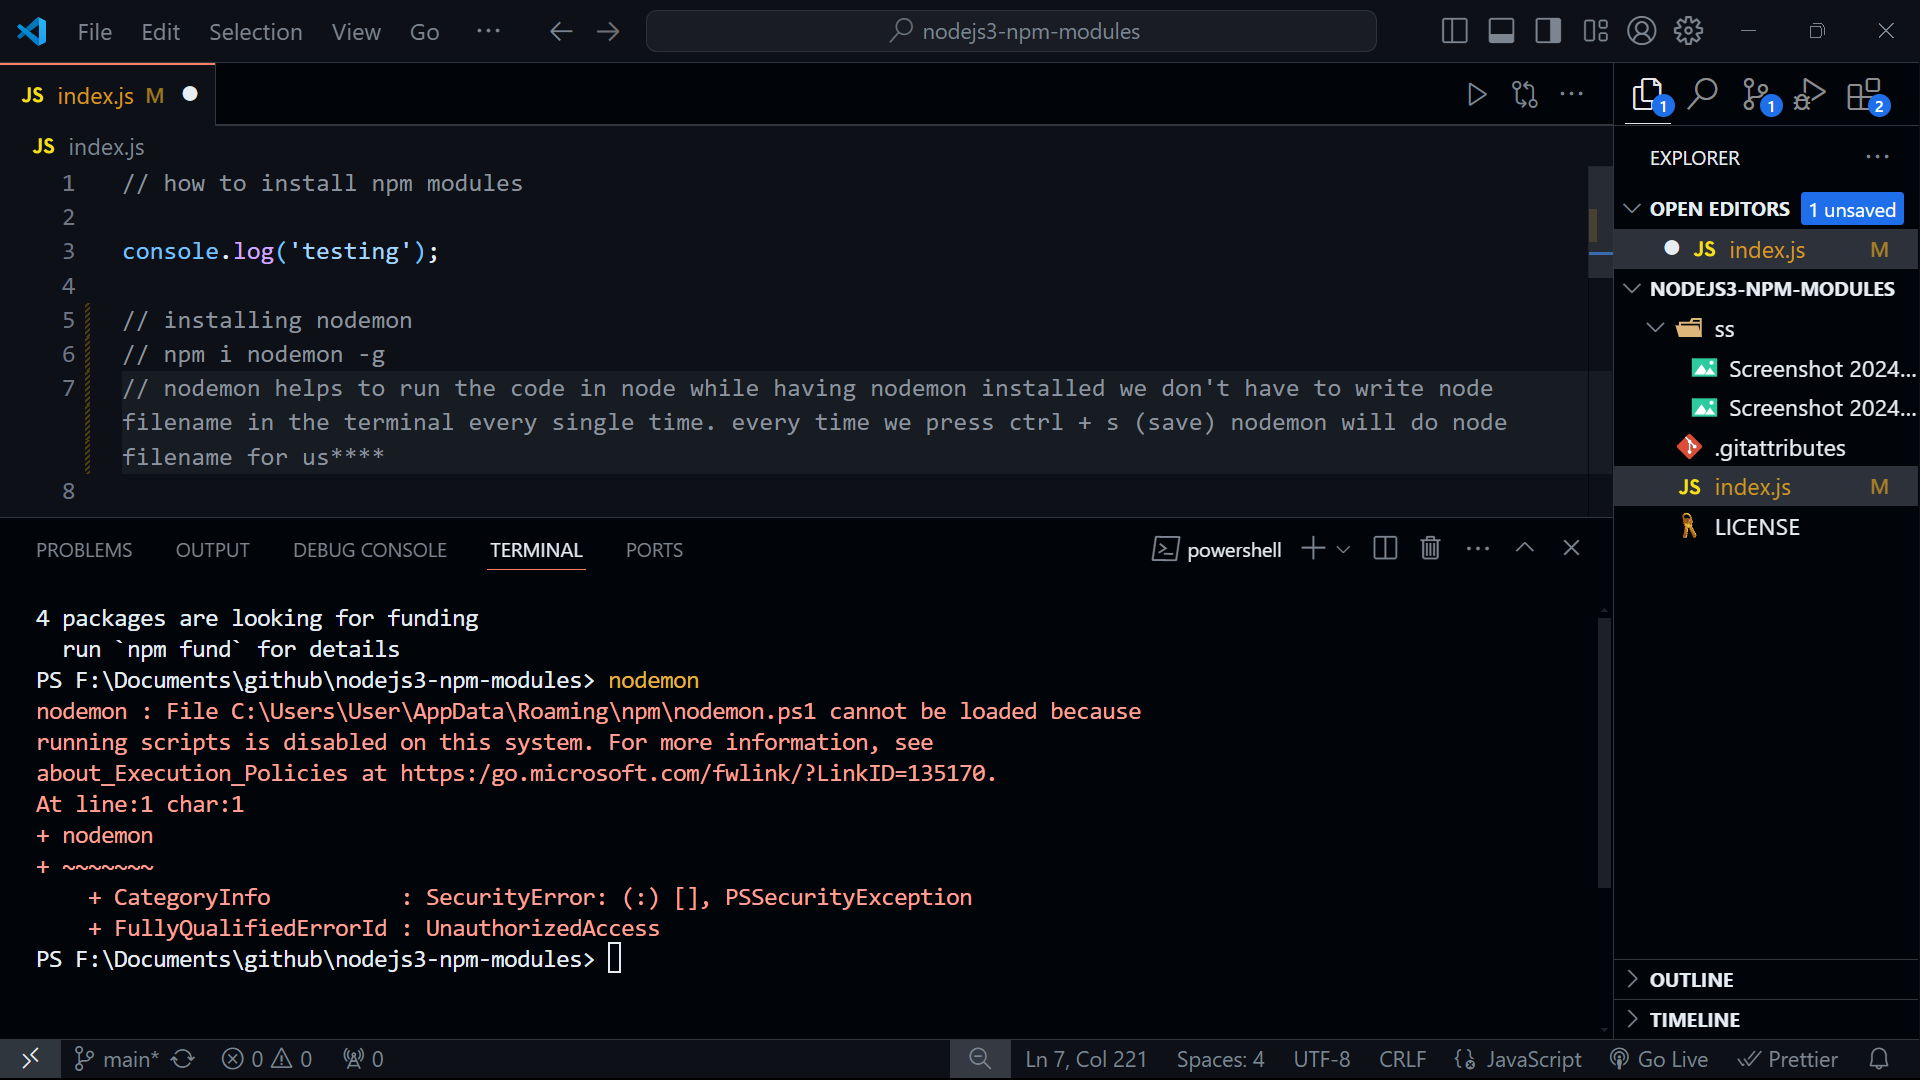 File Edit Selection View Go ··· nodejs3-npm-modules
JS index.js M
JS index.js
1 // how to install npm modules
2
3 console.log('testing');
4
5 // installing nodemon
6 // npm i nodemon -g
7 // nodemon helps to run the code in node while having nodemon installed we don't have to write node
filename in the terminal every single time. every time we press ctrl + s (save) nodemon will do node
filename for us****
8
PROBLEMS OUTPUT DEBUG CONSOLE TERMINAL PORTS powershell
4 packages are looking for funding
run `npm fund` for details
PS F:\Documents\github\nodejs3-npm-modules> nodemon
nodemon : File C:\Users\User\AppData\Roaming\npm\nodemon.ps1 cannot be loaded because
running scripts is disabled on this system. For more information, see
about_Execution_Policies at https:/go.microsoft.com/fwlink/?LinkID=135170.
At line:1 char:1
+ nodemon
+ ~~~~~~~
+ CategoryInfo : SecurityError: (:) [], PSSecurityException
+ FullyQualifiedErrorId : UnauthorizedAccess
PS F:\Documents\github\nodejs3-npm-modules>
1 1 2
EXPLORER
OPEN EDITORS 1 unsaved
JS index.js M
NODEJS3-NPM-MODULES
ss
Screenshot 2024...
Screenshot 2024...
.gitattributes
JS index.js M
LICENSE
OUTLINE
TIMELINE
main* 0 0 0 Ln 7, Col 221 Spaces: 4 UTF-8 CRLF {} JavaScript Go Live Prettier